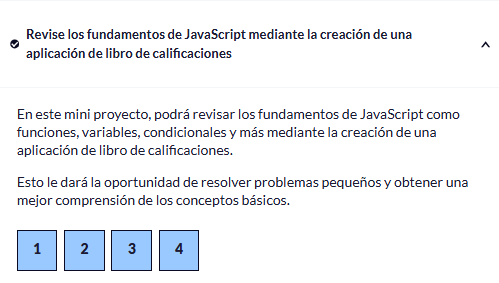 Revise los fundamentos de JavaScript mediante la creación de una
aplicación de libro de calificaciones
En este mini proyecto, podrá revisar los fundamentos de JavaScript como
funciones, variables, condicionales y más mediante la creación de una
aplicación de libro de calificaciones.
Esto le dará la oportunidad de resolver problemas pequeños y obtener una
mejor comprensión de los conceptos básicos.
1 2 3 4